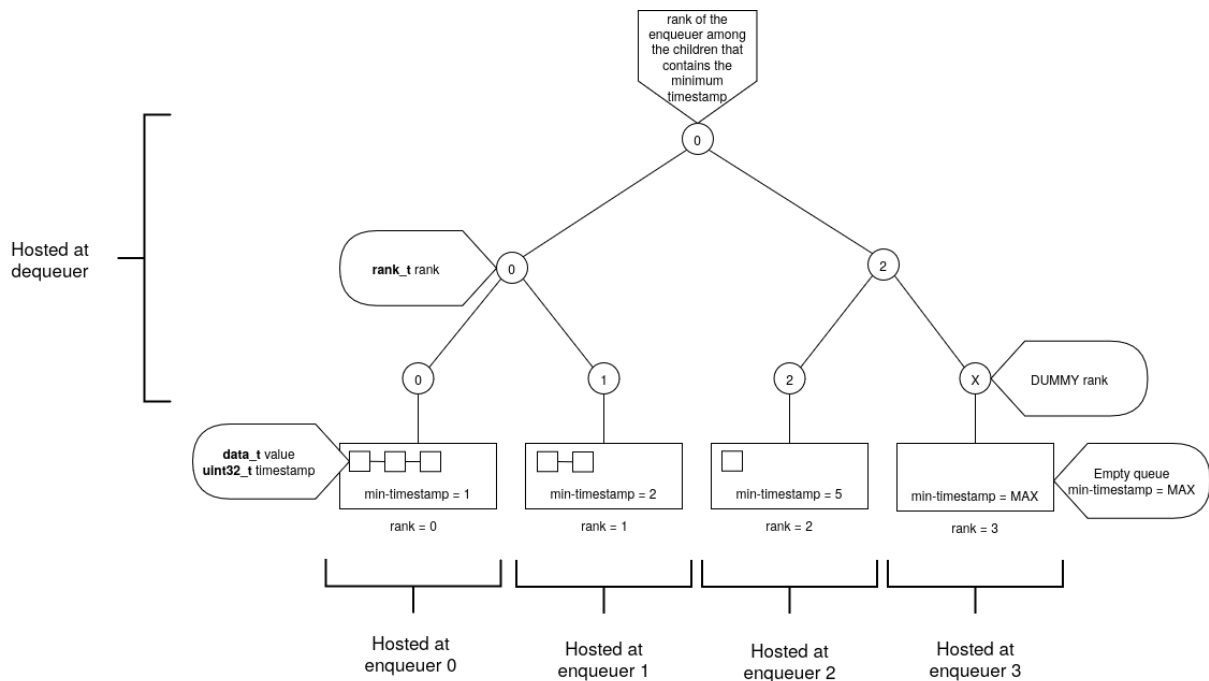 rank of the
enqueuer among
the children that
contains the
minimum
timestamp
0
Hosted at
dequeuer
rank_t rank
0
2
0
1
2
X
DUMMY rank
data_t value
uint32_t timestamp
min-timestamp = 1
min-timestamp = 2
min-timestamp = 5
min-timestamp = MAX
Empty queue
min-timestamp = MAX
rank = 0
rank = 1
rank = 2
rank = 3
Hosted at
enqueuer 0
Hosted at
enqueuer 1
Hosted at
enqueuer 2
Hosted at
enqueuer 3